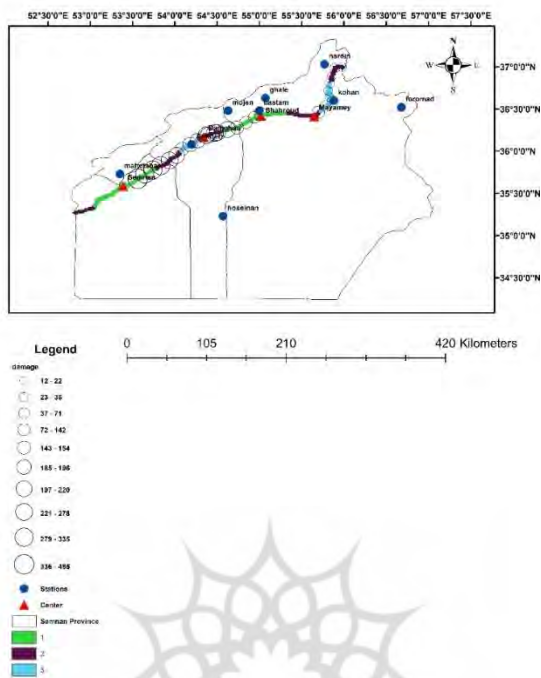 52°30'0"E 53°0'0"E 53°30'0"E 54°0'0"E 54°30'0"E 55°0'0"E 55°30'0"E 56°0'0"E 56°30'0"E 57°0'0"E 57°30'0"E
N
37°0'0"N
W E
S
ghale
kohan
mojen
bastam
foromad
36°30'0"N
Shahroud
Mayamey
36°0'0"N
35°30'0"N
hoseinan
35°0'0"N
34°30'0"N
Legend
0 105 210 420 Kilometers
damage
12 - 22
23 - 36
37 - 71
72 - 142
143 - 154
185 - 196
197 - 220
221 - 278
279 - 335
336 - 498
Stations
Center
Semnan Province
1
2